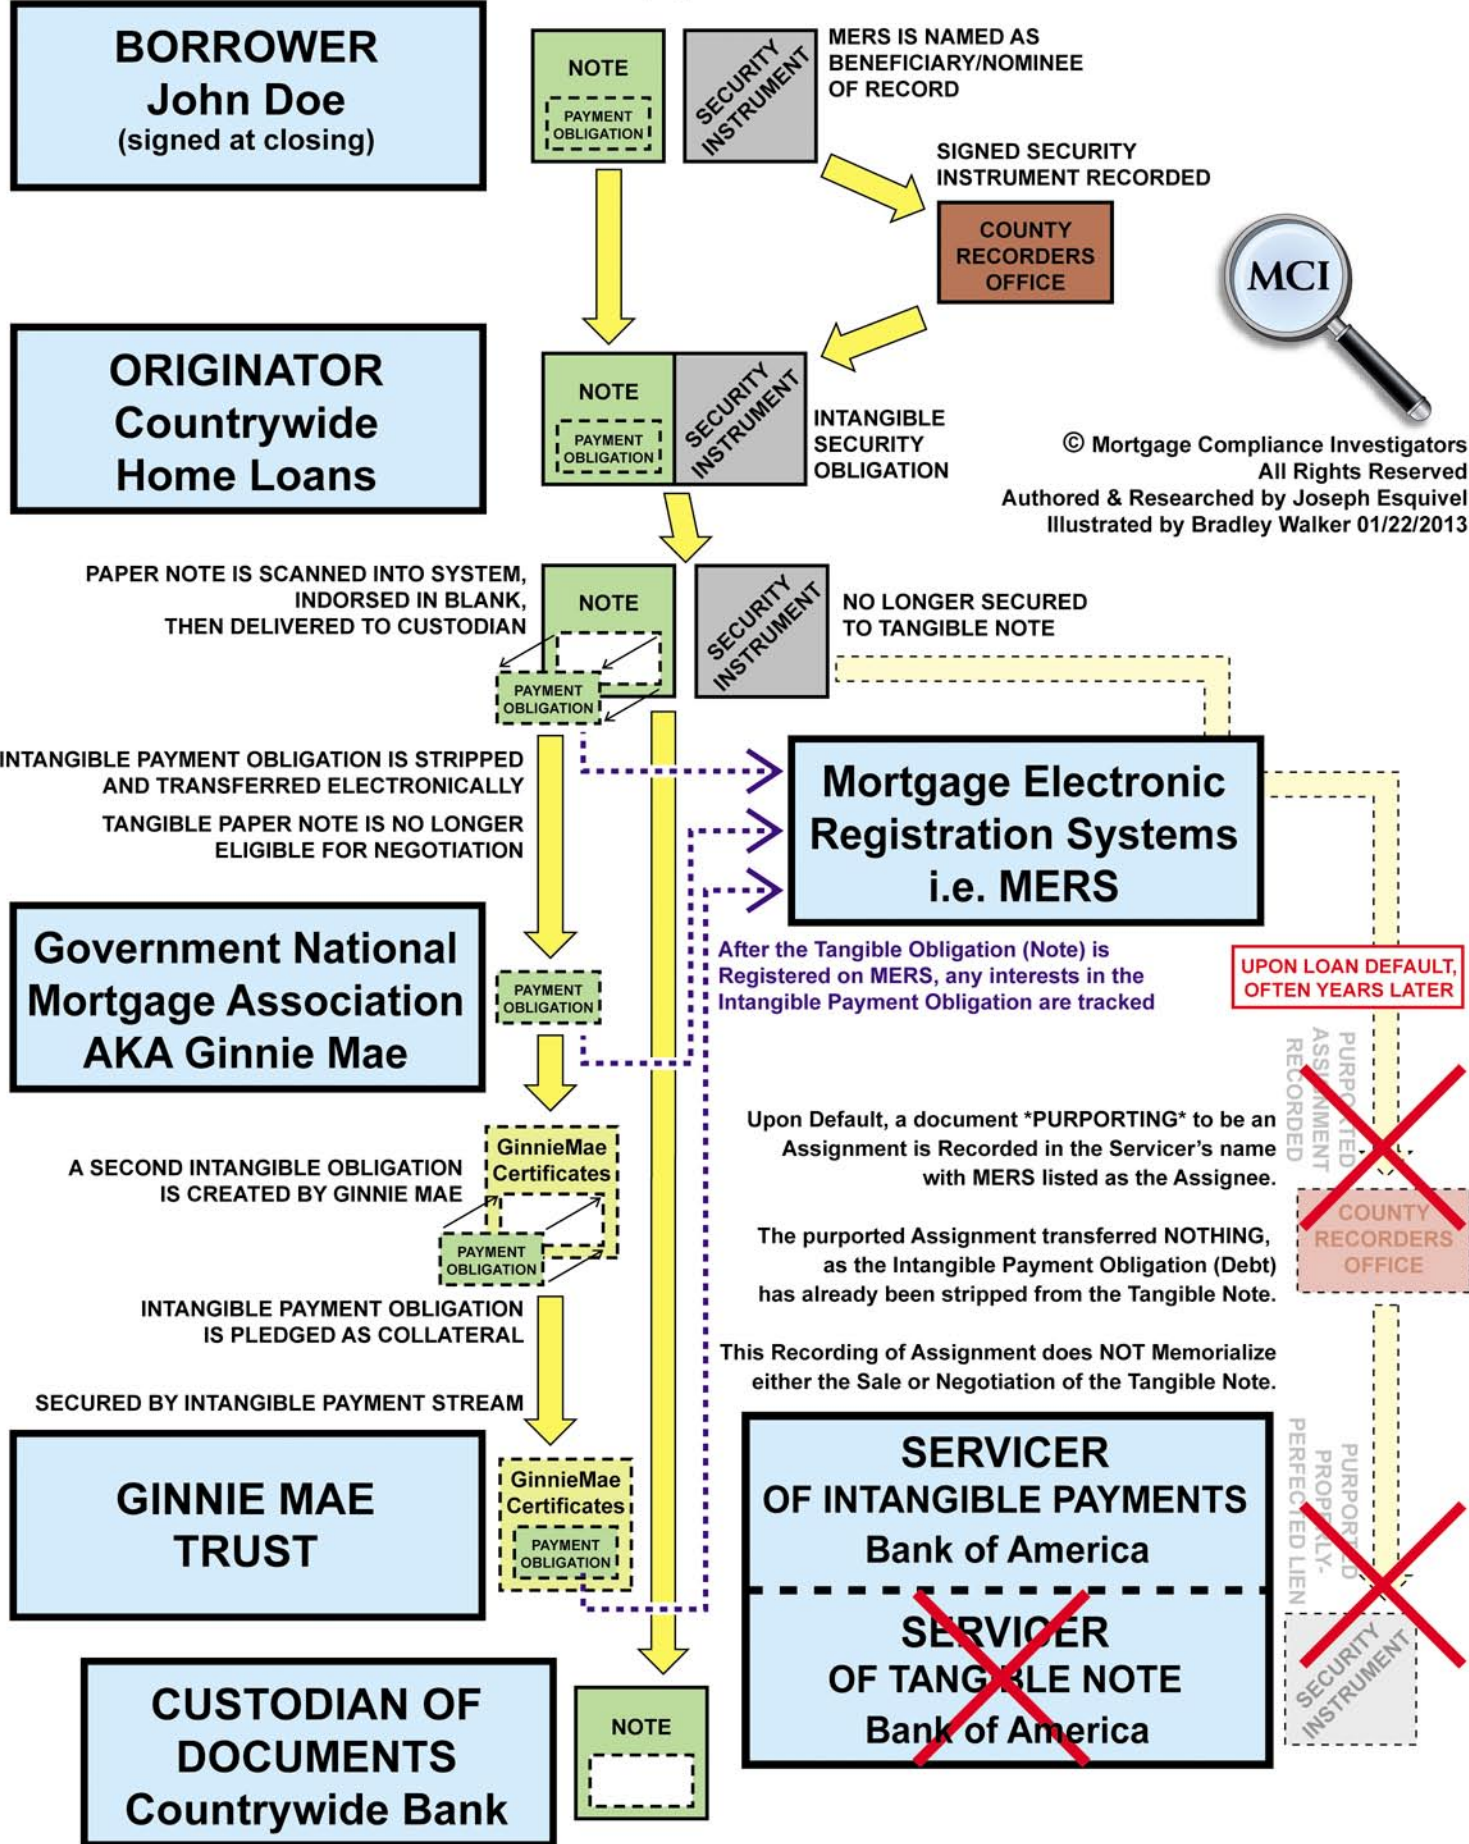 BORROWER
John Doe
(signed at closing)
NOTE
PAYMENT
OBLIGATION
SECURITY
INSTRUMENT
MERS IS NAMED AS
BENEFICIARY/NOMINEE
OF RECORD
SIGNED SECURITY
INSTRUMENT RECORDED
COUNTY
RECORDERS
OFFICE
MCI
ORIGINATOR
Countrywide
Home Loans
NOTE
PAYMENT
OBLIGATION
SECURITY
INSTRUMENT
INTANGIBLE
SECURITY
OBLIGATION
© Mortgage Compliance Investigators
All Rights Reserved
Authored & Researched by Joseph Esquivel
Illustrated by Bradley Walker 01/22/2013
PAPER NOTE IS SCANNED INTO SYSTEM,
INDORSED IN BLANK,
THEN DELIVERED TO CUSTODIAN
NOTE
PAYMENT
OBLIGATION
SECURITY
INSTRUMENT
NO LONGER SECURED
TO TANGIBLE NOTE
INTANGIBLE PAYMENT OBLIGATION IS STRIPPED
AND TRANSFERRED ELECTRONICALLY
TANGIBLE PAPER NOTE IS NO LONGER
ELIGIBLE FOR NEGOTIATION
Mortgage Electronic
Registration Systems
i.e. MERS
Government National
Mortgage Association
AKA Ginnie Mae
PAYMENT
OBLIGATION
After the Tangible Obligation (Note) is
Registered on MERS, any interests in the
Intangible Payment Obligation are tracked
UPON LOAN DEFAULT,
OFTEN YEARS LATER
PURPORTED
ASSIGNMENT
RECORDED
A SECOND INTANGIBLE OBLIGATION
IS CREATED BY GINNIE MAE
GinnieMae
Certificates
PAYMENT
OBLIGATION
Upon Default, a document *PURPORTING* to be an
Assignment is Recorded in the Servicer's name
with MERS listed as the Assignee.
COUNTY
RECORDERS
OFFICE
The purported Assignment transferred NOTHING,
as the Intangible Payment Obligation (Debt)
has already been stripped from the Tangible Note.
INTANGIBLE PAYMENT OBLIGATION
IS PLEDGED AS COLLATERAL
This Recording of Assignment does NOT Memorialize
either the Sale or Negotiation of the Tangible Note.
SECURED BY INTANGIBLE PAYMENT STREAM
GINNIE MAE
TRUST
GinnieMae
Certificates
PAYMENT
OBLIGATION
SERVICER
OF INTANGIBLE PAYMENTS
Bank of America
SERVICER
OF TANGIBLE NOTE
Bank of America
PURPORTED
PROPERLY-
PERFECTED LIEN
SECURITY
INSTRUMENT
CUSTODIAN OF
DOCUMENTS
Countrywide Bank
NOTE